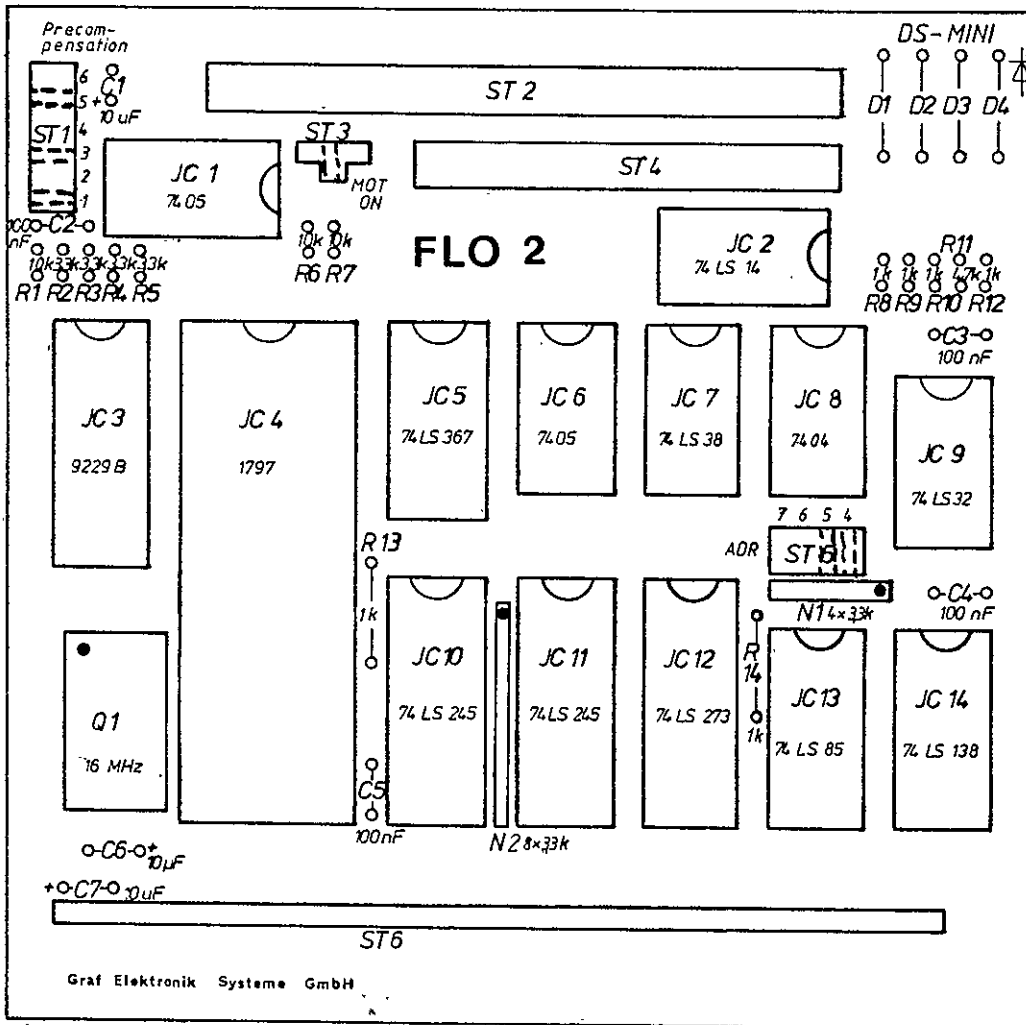 Precom-
pensation
DS-MINI
6
5
4
3
2
1
ST1
+
C1
10 uF
ST 2
D1 D2 D3 D4
ST 3
MOT
ON
ST 4
JC 1
7405
JC 2
74 LS 14
FLO 2
100
nF
C2
10k 3,3k 3,3k 3,3k 3,3k
R1 R2 R3 R4 R5
10k 10k
R6 R7
R11
1k 1k 1k 4,7k 1k
R8 R9 R10 R12
C3
100 nF
JC 3
9229 B
JC 4
1797
JC 5
74 LS 367
JC 6
7405
JC 7
74 LS 38
JC 8
7404
JC 9
74 LS32
7 6 5 4
ADR
ST 5
N1 4x3,3k
C4
100 nF
R 13
1k
JC 10
74 LS 245
JC 11
74 LS 245
JC 12
74 LS 273
R
14
1k
JC 13
74 LS 85
JC 14
74 LS 138
Q1
16 MHz
C5
100nF
N2 8x3,3k
C6 +
10µF
+ C7 10uF
ST 6
Graf Elektronik Systeme GmbH